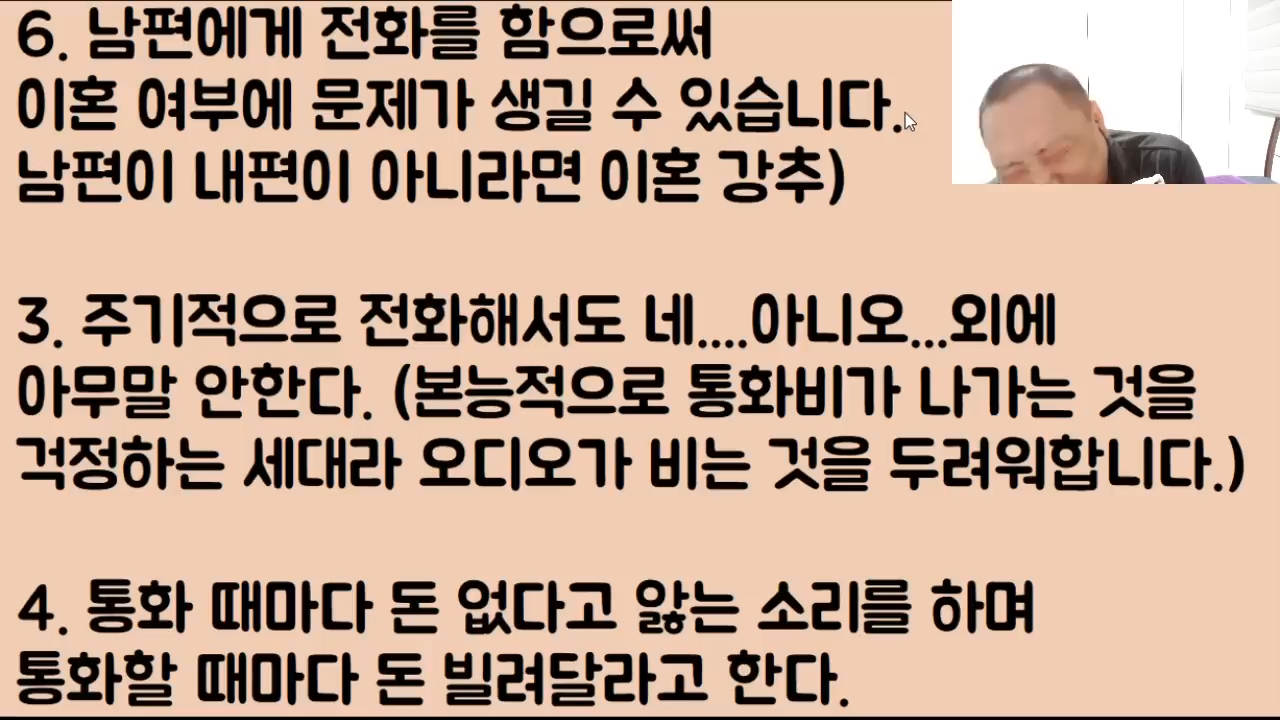 6. 남편에게 전화를 함으로써
이혼 여부에 문제가 생길 수 있습니다.
남편이 내편이 아니라면 이혼 강추)
3. 주기적으로 전화해서도 네....아니오...외에
아무말 안한다. (본능적으로 통화비가 나가는 것을
걱정하는 세대라 오디오가 비는 것을 두려워합니다.)
4. 통화 때마다 돈 없다고 앓는 소리를 하며
통화할 때마다 돈 빌려달라고 한다.